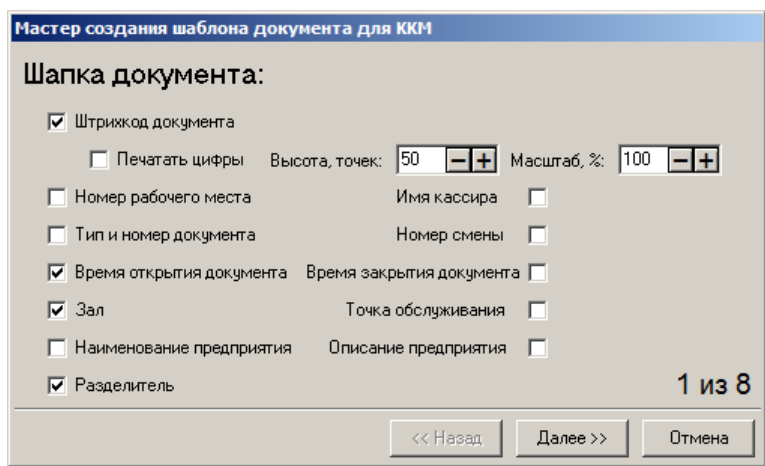 Мастер создания шаблона документа для ККМ
Шапка документа:
Штрихкод документа
Печатать цифры Высота, точек: 50 Масштаб, %: 100
Номер рабочего места Имя кассира
Тип и номер документа Номер смены
Время открытия документа Время закрытия документа
Зал Точка обслуживания
Наименование предприятия Описание предприятия
Разделитель
1 из 8
<< Назад Далее >> Отмена